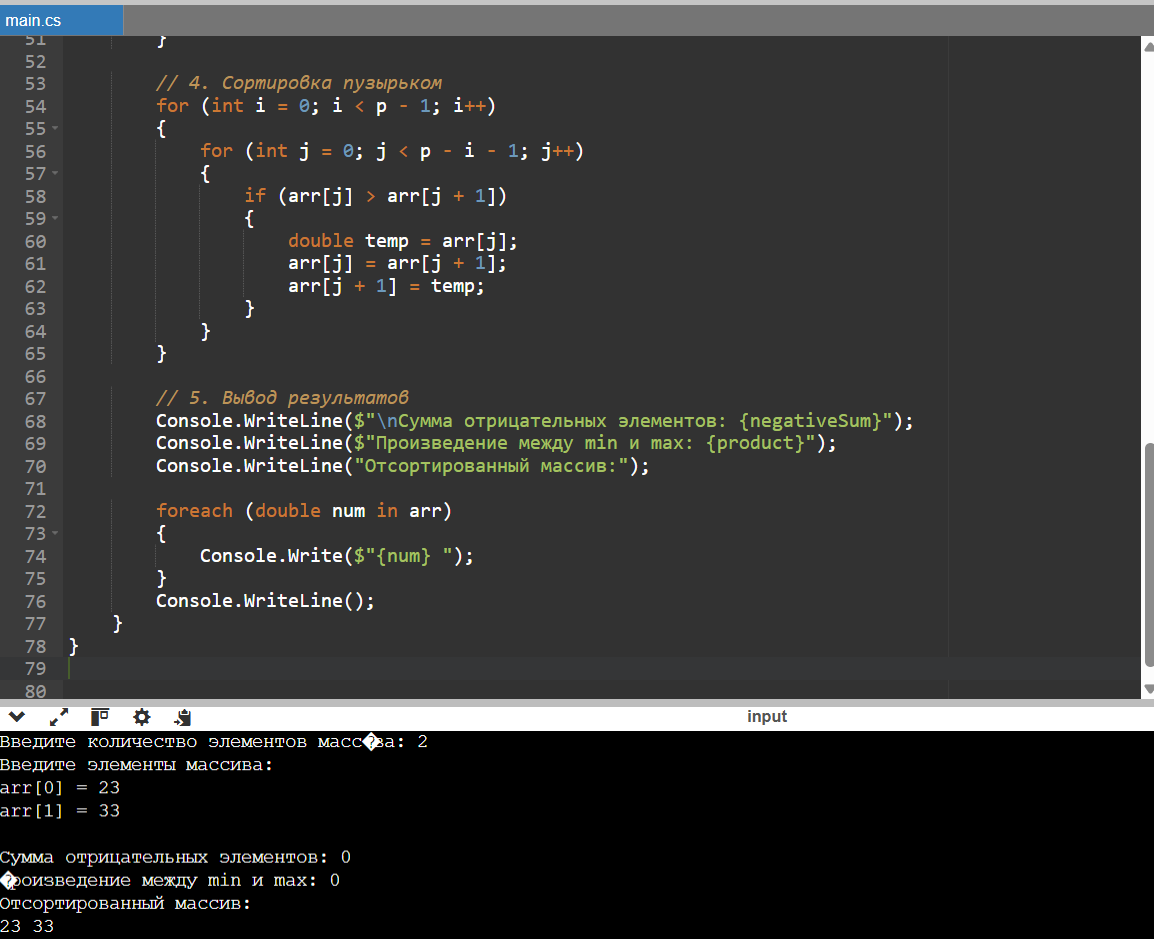 main.cs
51 }
52
53 // 4. Сортировка пузырьком
54 for (int i = 0; i < p - 1; i++)
55 {
56 for (int j = 0; j < p - i - 1; j++)
57 {
58 if (arr[j] > arr[j + 1])
59 {
60 double temp = arr[j];
61 arr[j] = arr[j + 1];
62 arr[j + 1] = temp;
63 }
64 }
65 }
66
67 // 5. Вывод результатов
68 Console.WriteLine($"\nСумма отрицательных элементов: {negativeSum}");
69 Console.WriteLine($"Произведение между min и max: {product}");
70 Console.WriteLine("Отсортированный массив:");
71
72 foreach (double num in arr)
73 {
74 Console.Write($"{num} ");
75 }
76 Console.WriteLine();
77 }
78 }
79
80
input
Введите количество элементов масс�ва: 2
Введите элементы массива:
arr[0] = 23
arr[1] = 33
Сумма отрицательных элементов: 0
�роизведение между min и max: 0
Отсортированный массив:
23 33